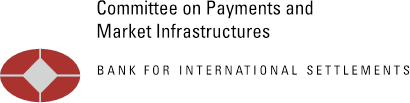 Committee on Payments and
Market Infrastructures
BANK FOR INTERNATIONAL SETTLEMENTS